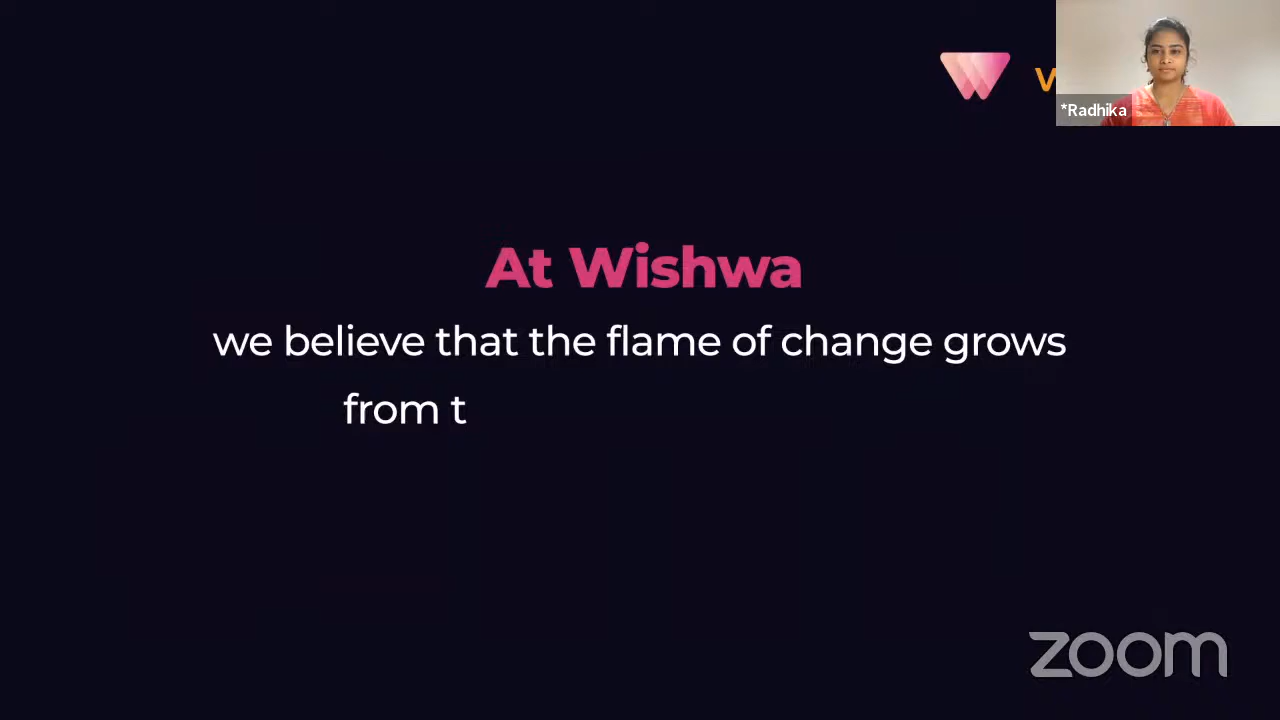 *Radhika
At Wishwa
we believe that the flame of change grows
from t
zoom